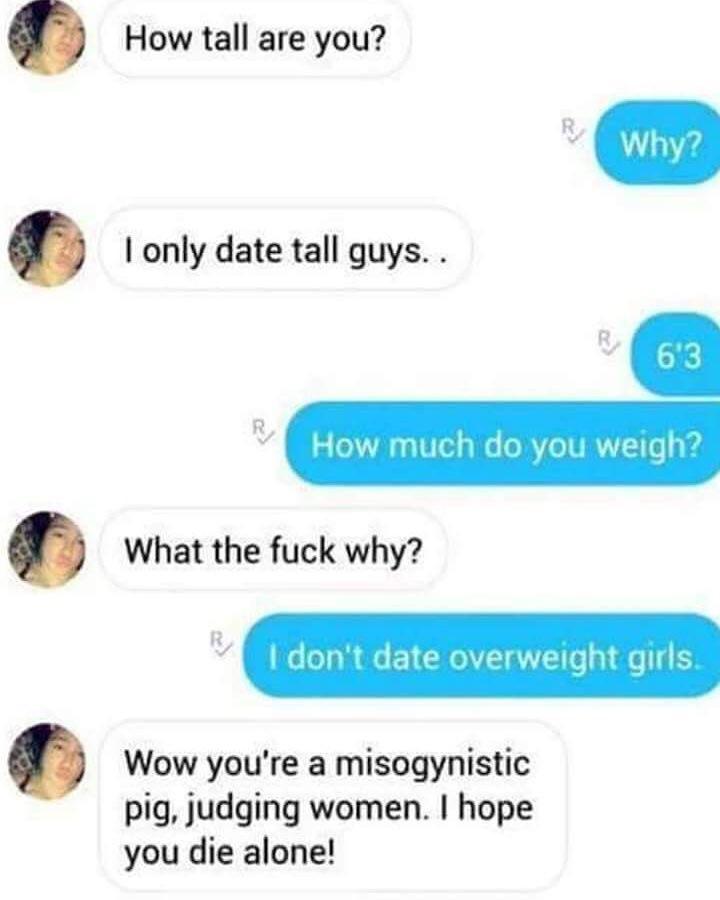 How tall are you?
R
Why?
I only date tall guys. .
R
6'3
R
How much do you weigh?
What the fuck why?
R
I don't date overweight girls.
Wow you're a misogynistic
pig, judging women. I hope
you die alone!